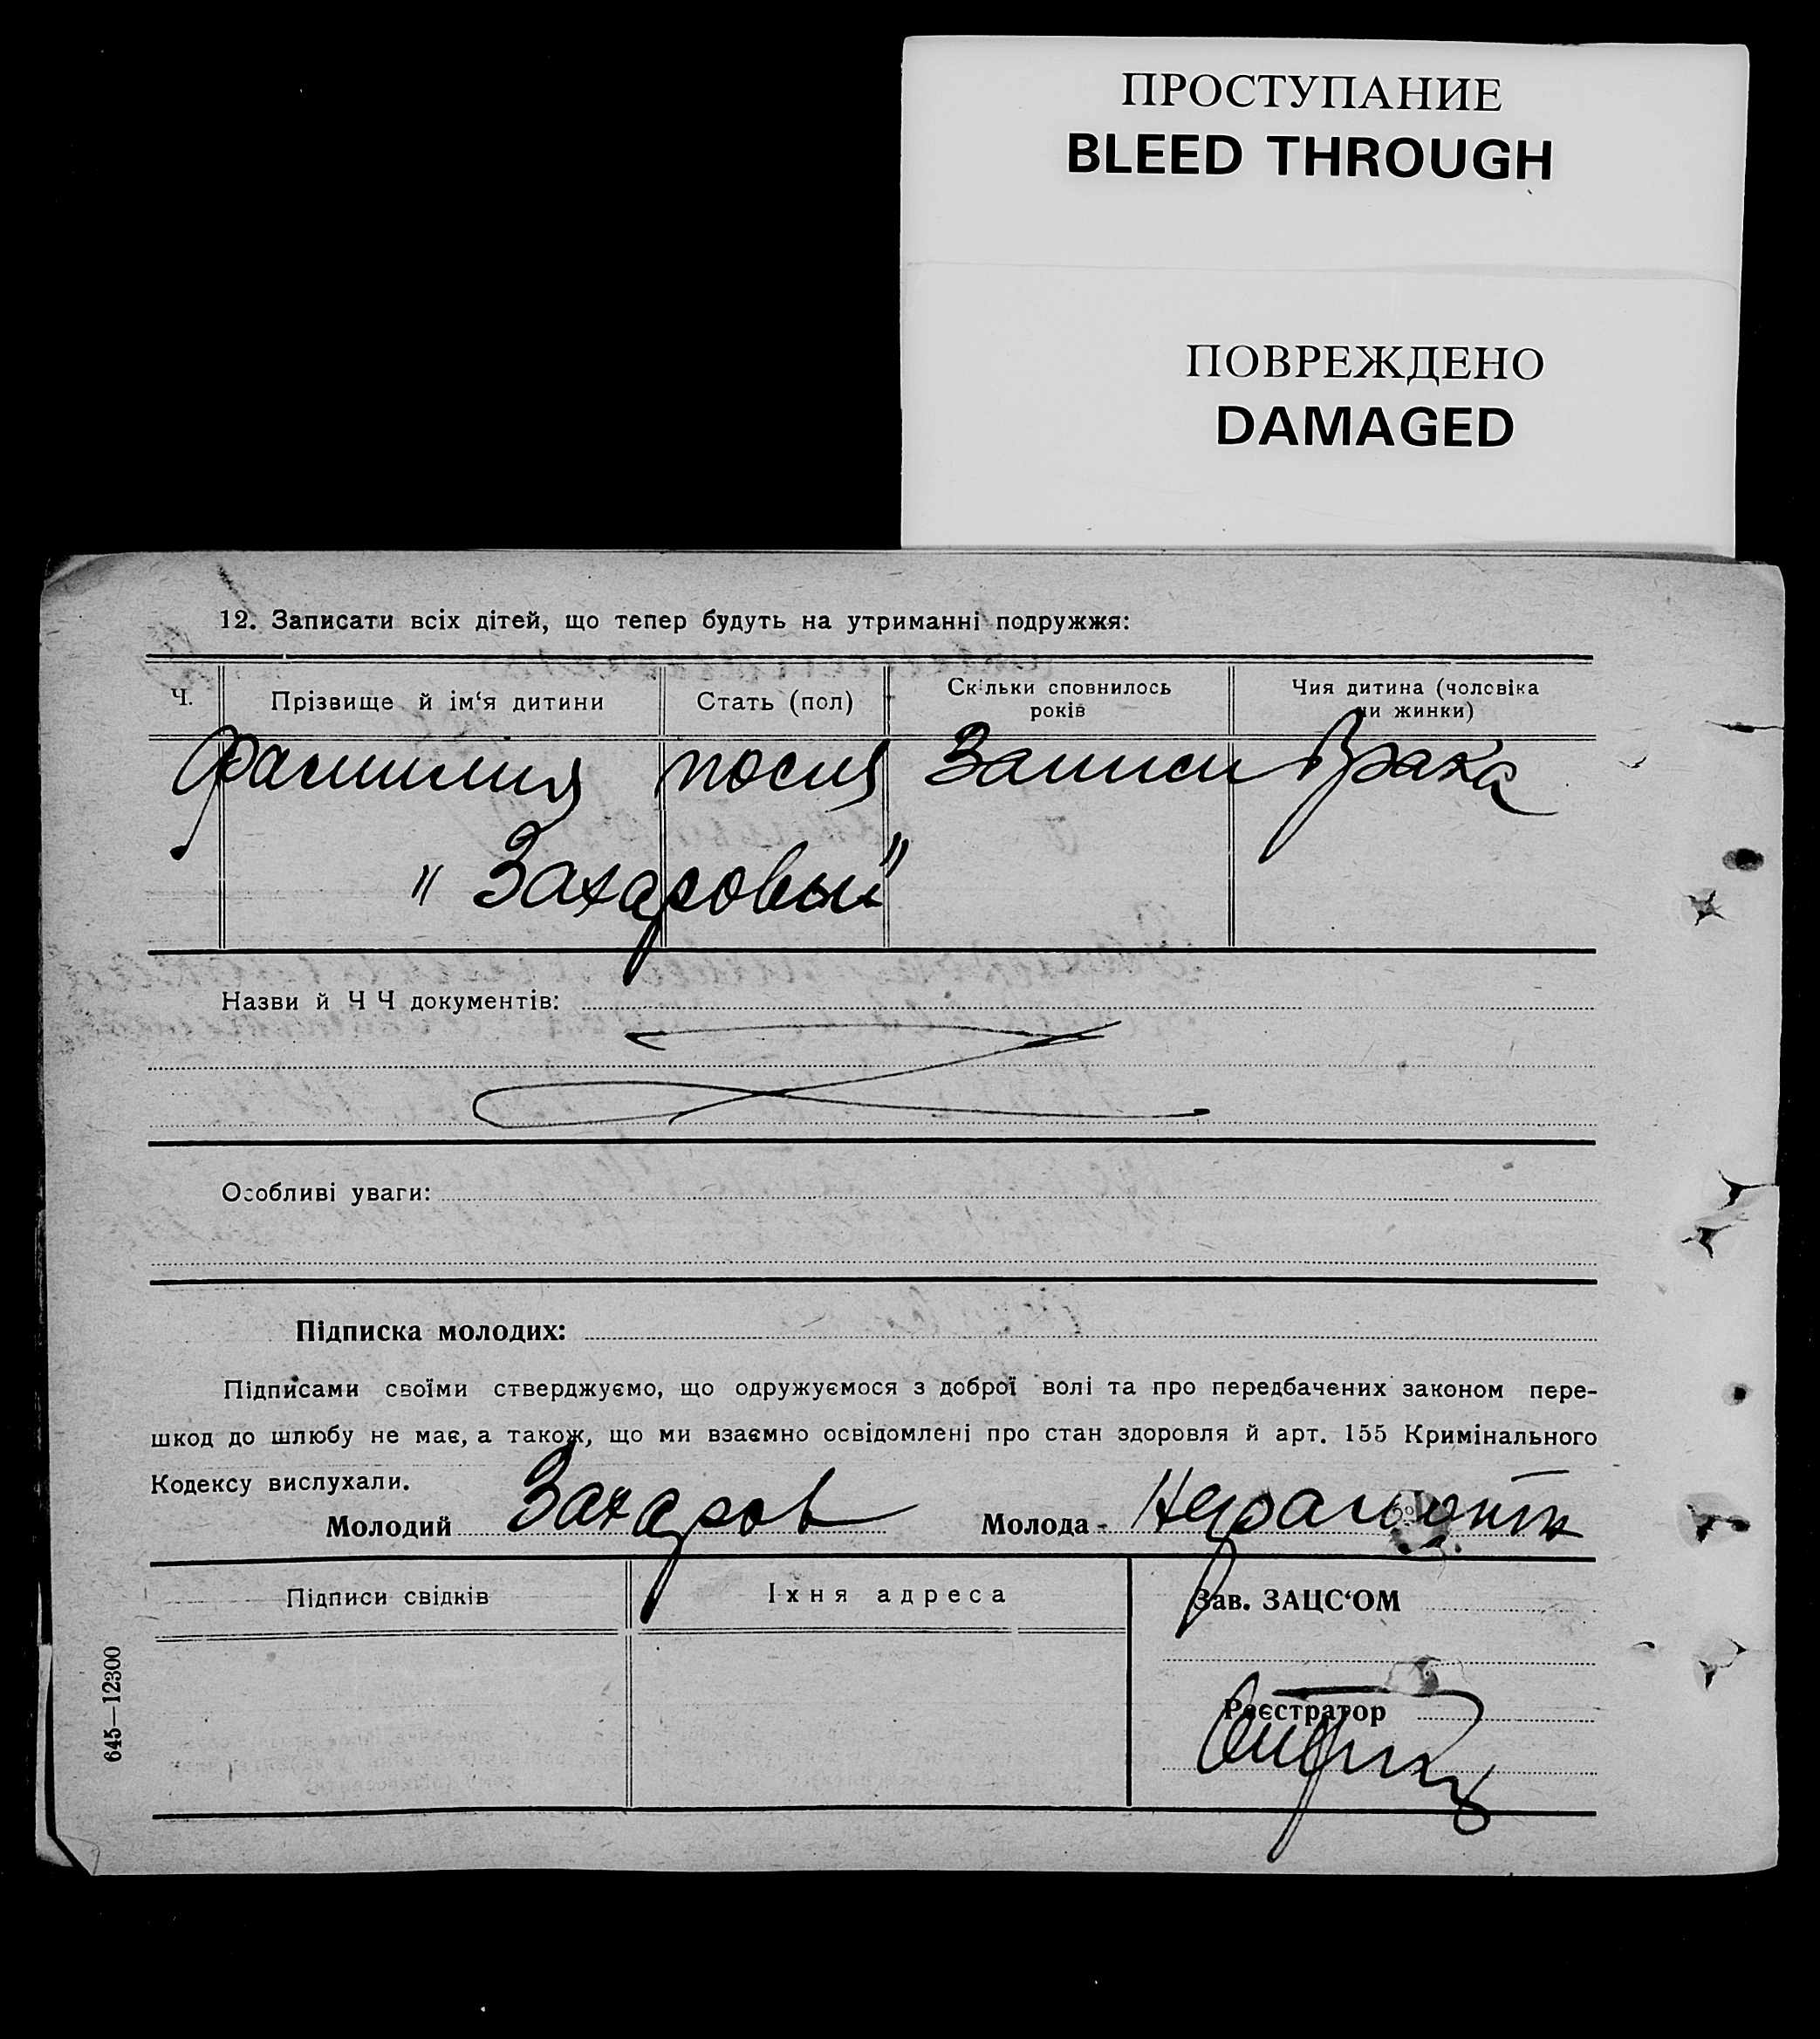 ПРОСТУПАНИЕ
BLEED THROUGH
ПОВРЕЖДЕНО
DAMAGED
12. Записати всіх дітей, що тепер будуть на утриманні подружжя:
Ч.
Прізвище й ім‘я дитини
Стать (пол)
Скільки сповнилось
років
Чия дитина (чоловіка
чи жинки)
Фамилия после Записи Брака
" Захаровый"
Назви й Ч Ч документів:
Особливі уваги:
Підписка молодих:
Підписами своїми стверджуємо, що одружуємося з доброї волі та про передбачених законом пере-
шкод до шлюбу не має, а також, що ми взаємно освідомлені про стан здоровля й арт. 155 Кримінального
Кодексу вислухали.
Молодий Захаров Молода -
Підписи свідків
Їхня адреса
Зав. ЗАЦС‘ОМ
Реєстратор
645—12300